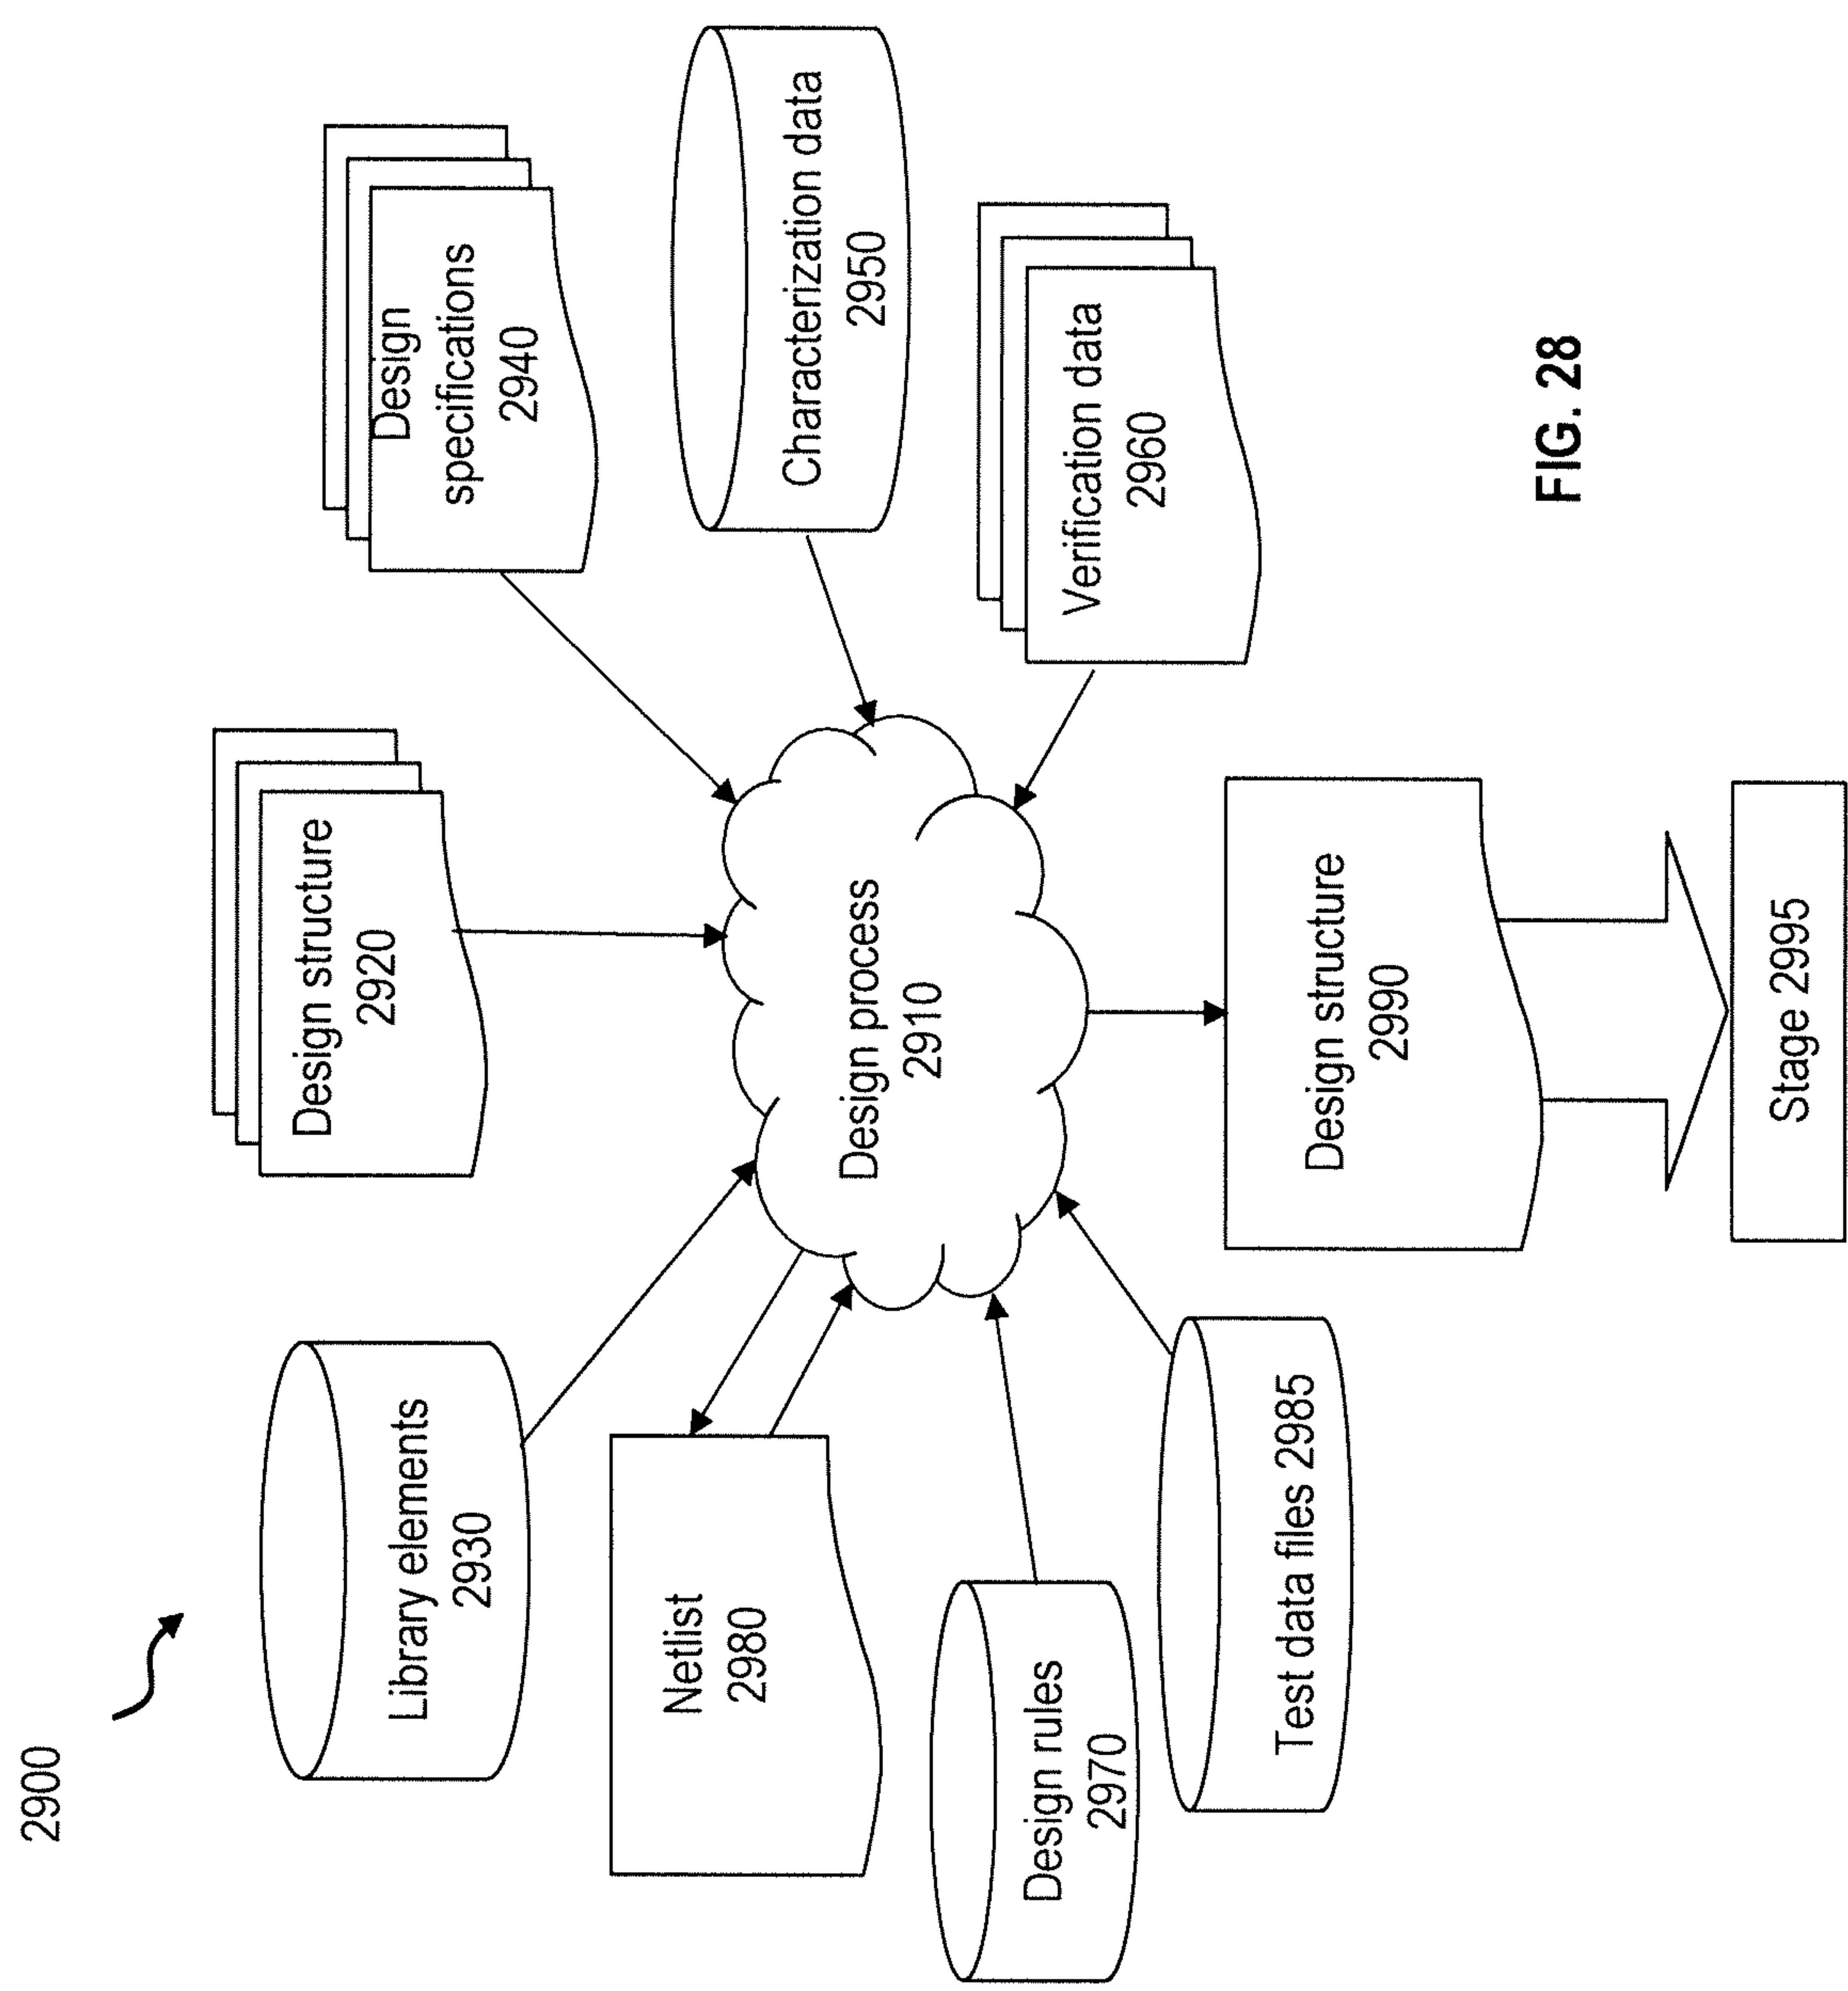 2900
Library elements
2930
Design structure
2920
Design
specifications
2940
Netlist
2980
Design process
2910
Characterization data
2950
Design rules
2970
Verification data
2960
Test data files 2985
Design structure
2990
Stage 2995
FIG. 28